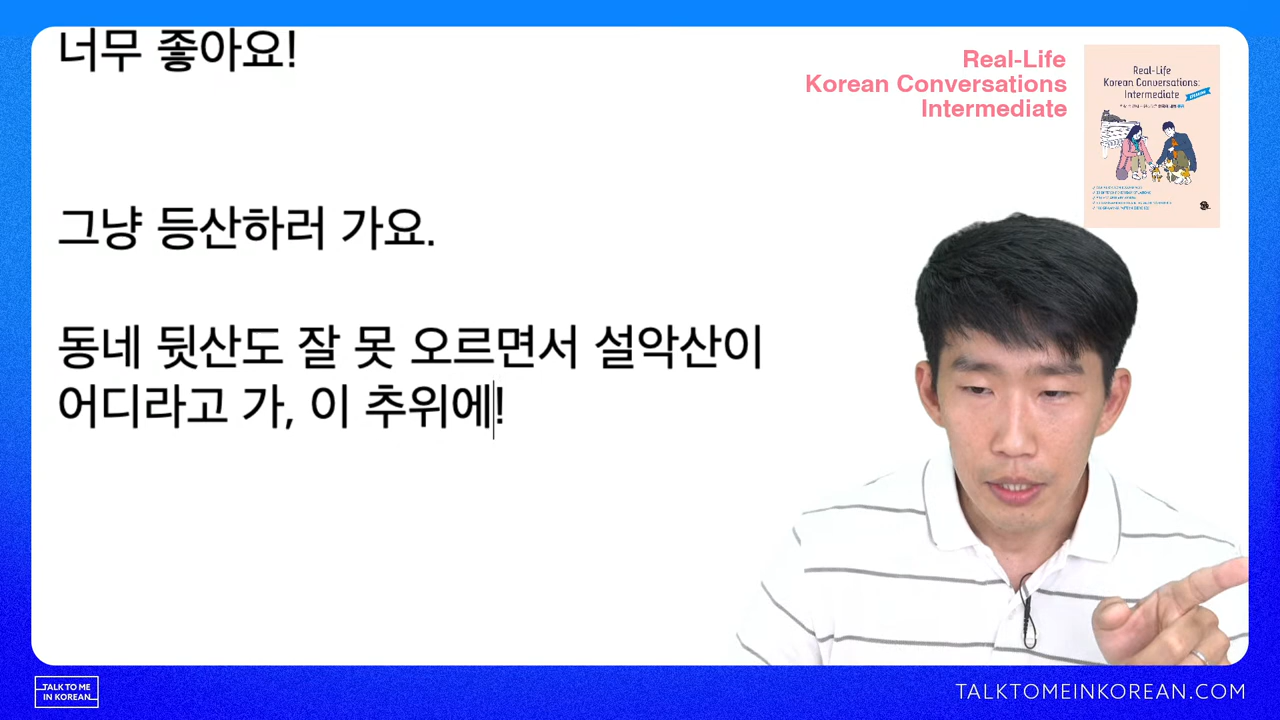 너무 좋아요!
그냥 등산하러 가요.
동네 뒷산도 잘 못 오르면서 설악산이
어디라고 가, 이 추위에!
Real-Life
Korean Conversations
Intermediate
Real-Life
Korean Conversations:
Intermediate
TALK TO ME
IN KOREAN
TALKTOMEINKOREAN.COM